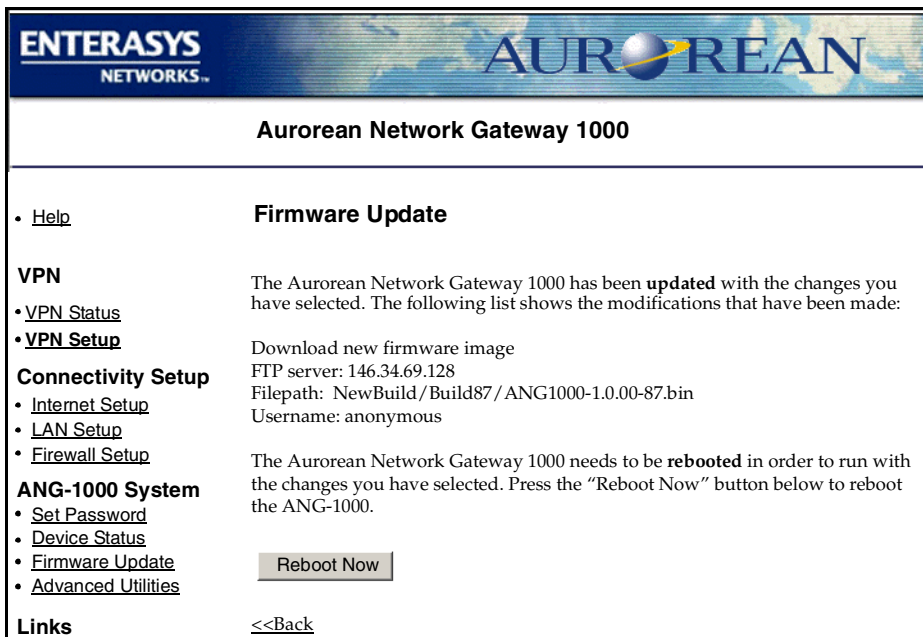 ENTERASYS
NETWORKS™
AUROREAN
Aurorean Network Gateway 1000
• Help
VPN
• VPN Status
• VPN Setup
Connectivity Setup
• Internet Setup
• LAN Setup
• Firewall Setup
ANG-1000 System
• Set Password
• Device Status
• Firmware Update
• Advanced Utilities
Links
Firmware Update
The Aurorean Network Gateway 1000 has been updated with the changes you
have selected. The following list shows the modifications that have been made:
Download new firmware image
FTP server: 146.34.69.128
Filepath: NewBuild/Build87/ANG1000-1.0.00-87.bin
Username: anonymous
The Aurorean Network Gateway 1000 needs to be rebooted in order to run with
the changes you have selected. Press the “Reboot Now” button below to reboot
the ANG-1000.
Reboot Now
<<Back